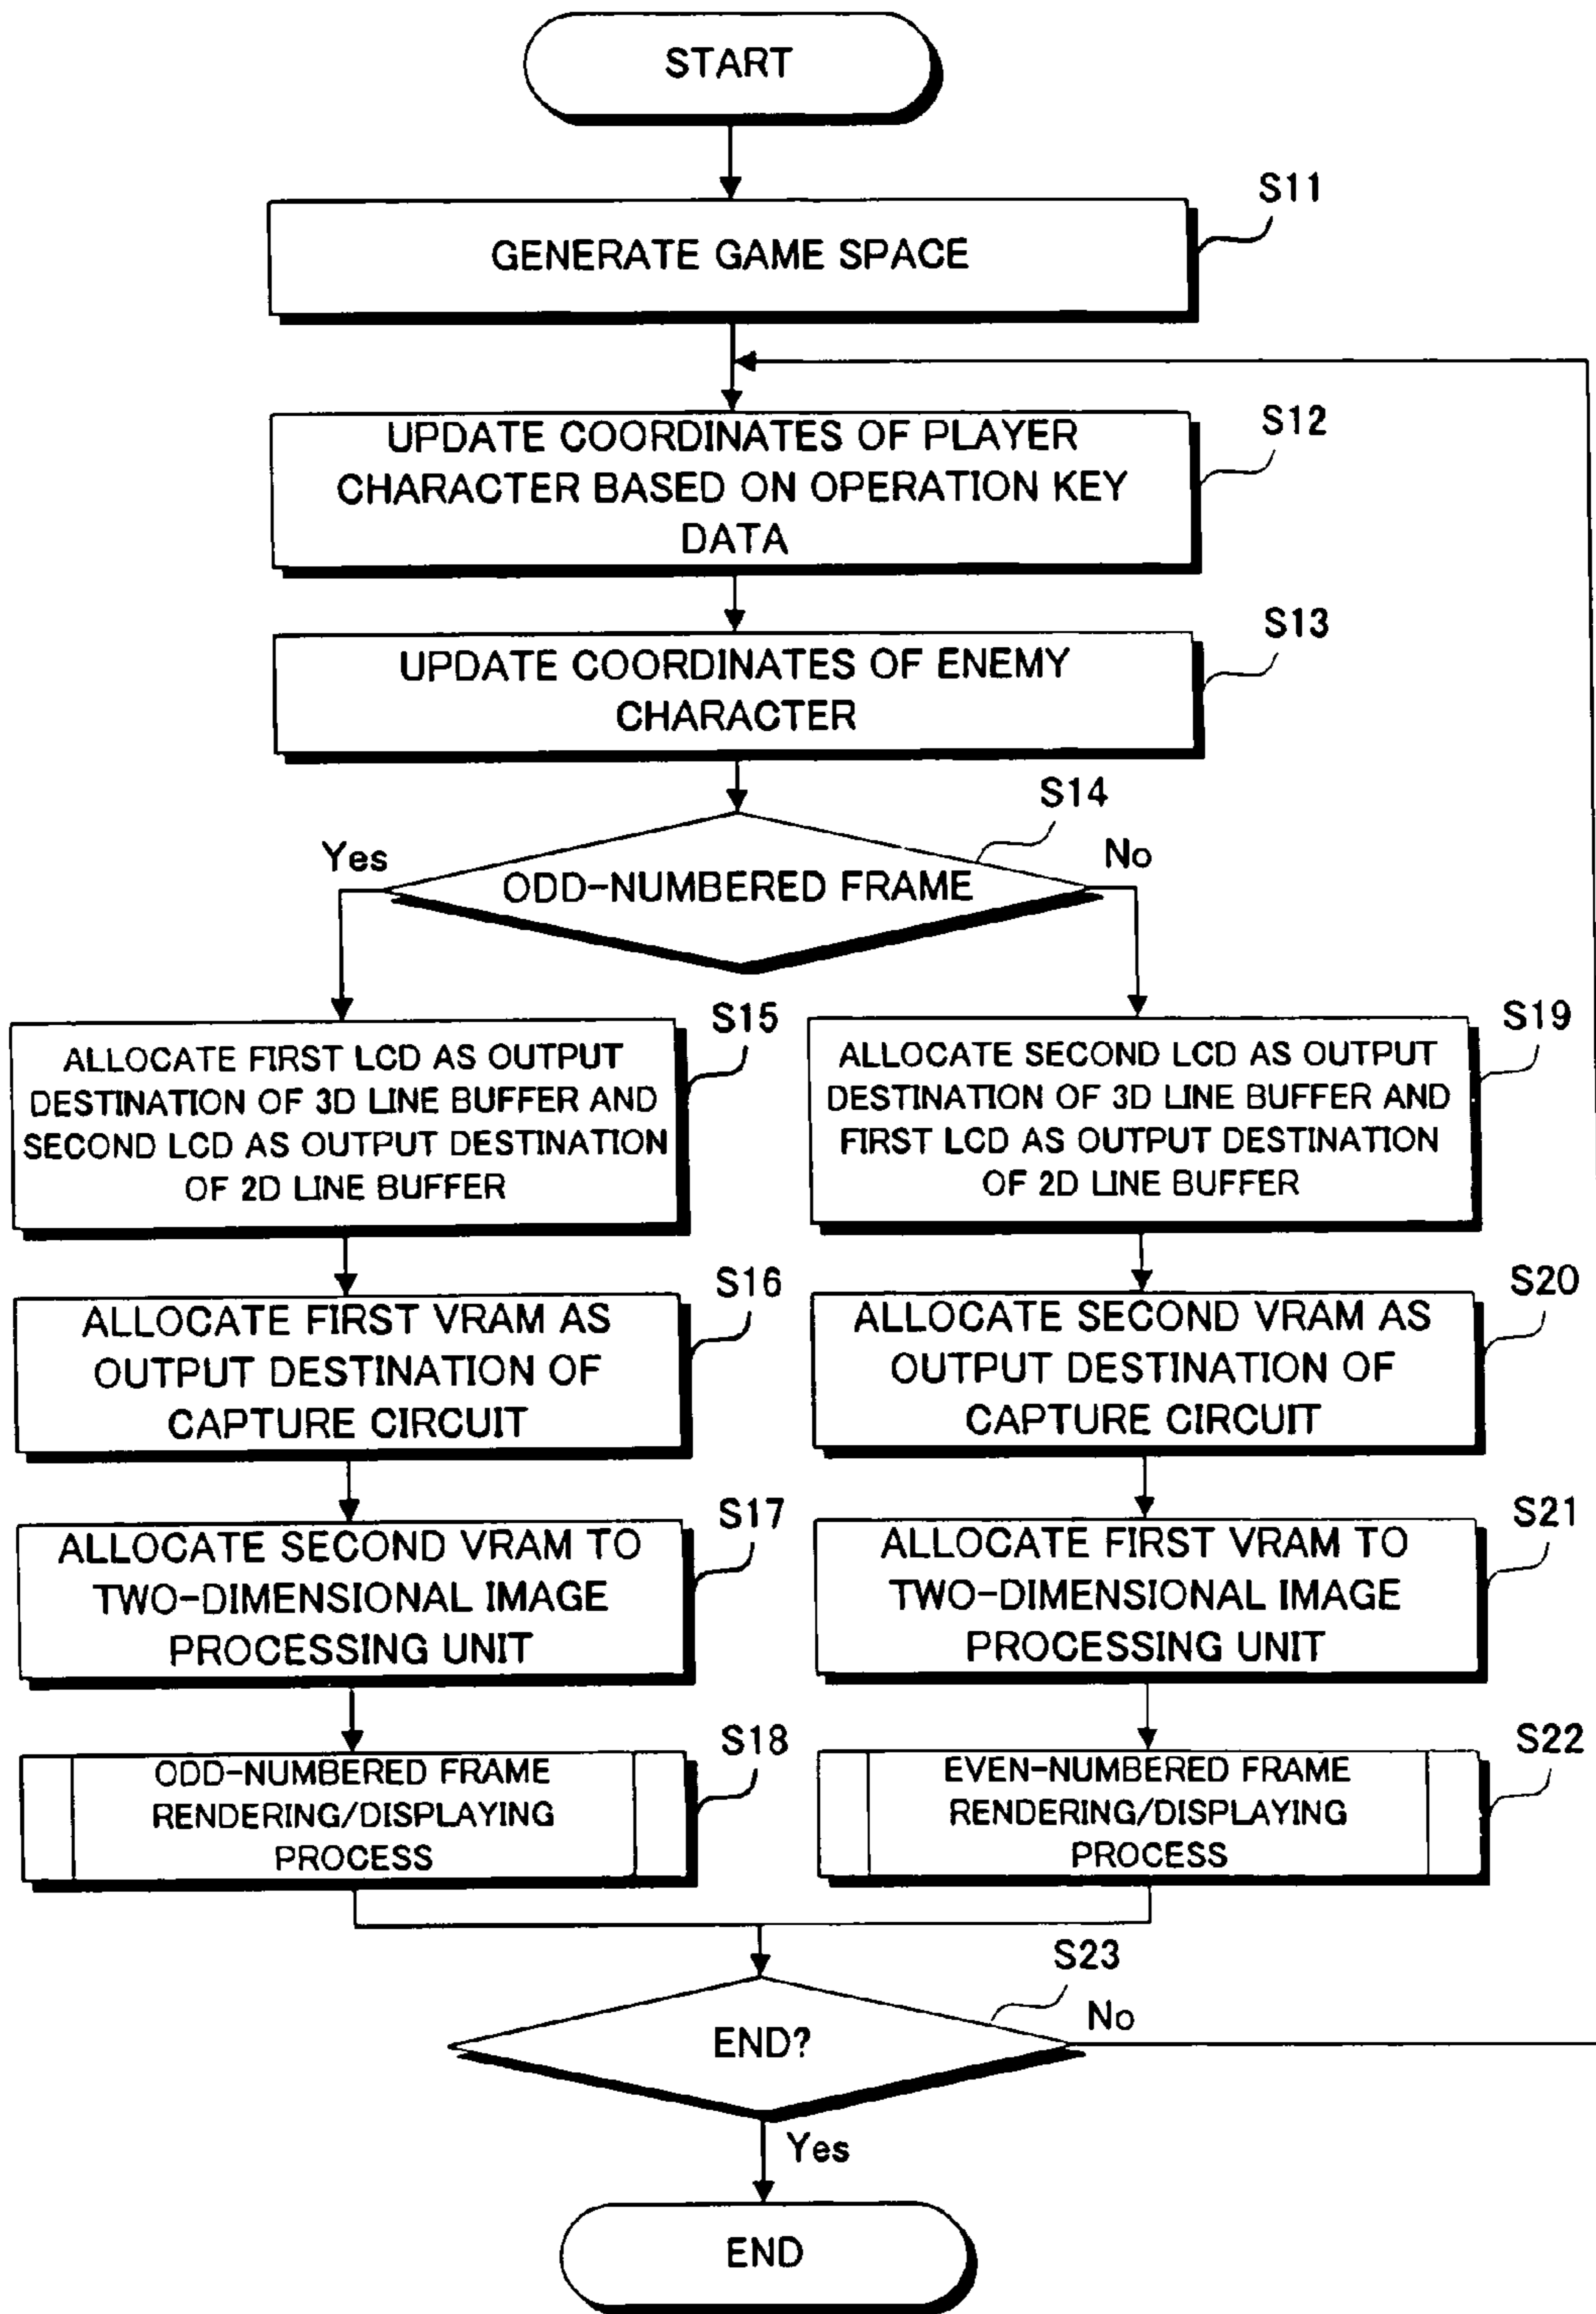 START
S11
GENERATE GAME SPACE
S12
UPDATE COORDINATES OF PLAYER
CHARACTER BASED ON OPERATION KEY
DATA
S13
UPDATE COORDINATES OF ENEMY
CHARACTER
S14
Yes
No
ODD-NUMBERED FRAME
S15
ALLOCATE FIRST LCD AS OUTPUT
DESTINATION OF 3D LINE BUFFER AND
SECOND LCD AS OUTPUT DESTINATION
OF 2D LINE BUFFER
S19
ALLOCATE SECOND LCD AS OUTPUT
DESTINATION OF 3D LINE BUFFER AND
FIRST LCD AS OUTPUT DESTINATION
OF 2D LINE BUFFER
S16
ALLOCATE FIRST VRAM AS
OUTPUT DESTINATION OF
CAPTURE CIRCUIT
S20
ALLOCATE SECOND VRAM AS
OUTPUT DESTINATION OF
CAPTURE CIRCUIT
S17
ALLOCATE SECOND VRAM TO
TWO-DIMENSIONAL IMAGE
PROCESSING UNIT
S21
ALLOCATE FIRST VRAM TO
TWO-DIMENSIONAL IMAGE
PROCESSING UNIT
S18
ODD-NUMBERED FRAME
RENDERING/DISPLAYING
PROCESS
S22
EVEN-NUMBERED FRAME
RENDERING/DISPLAYING
PROCESS
S23
END?
No
Yes
END